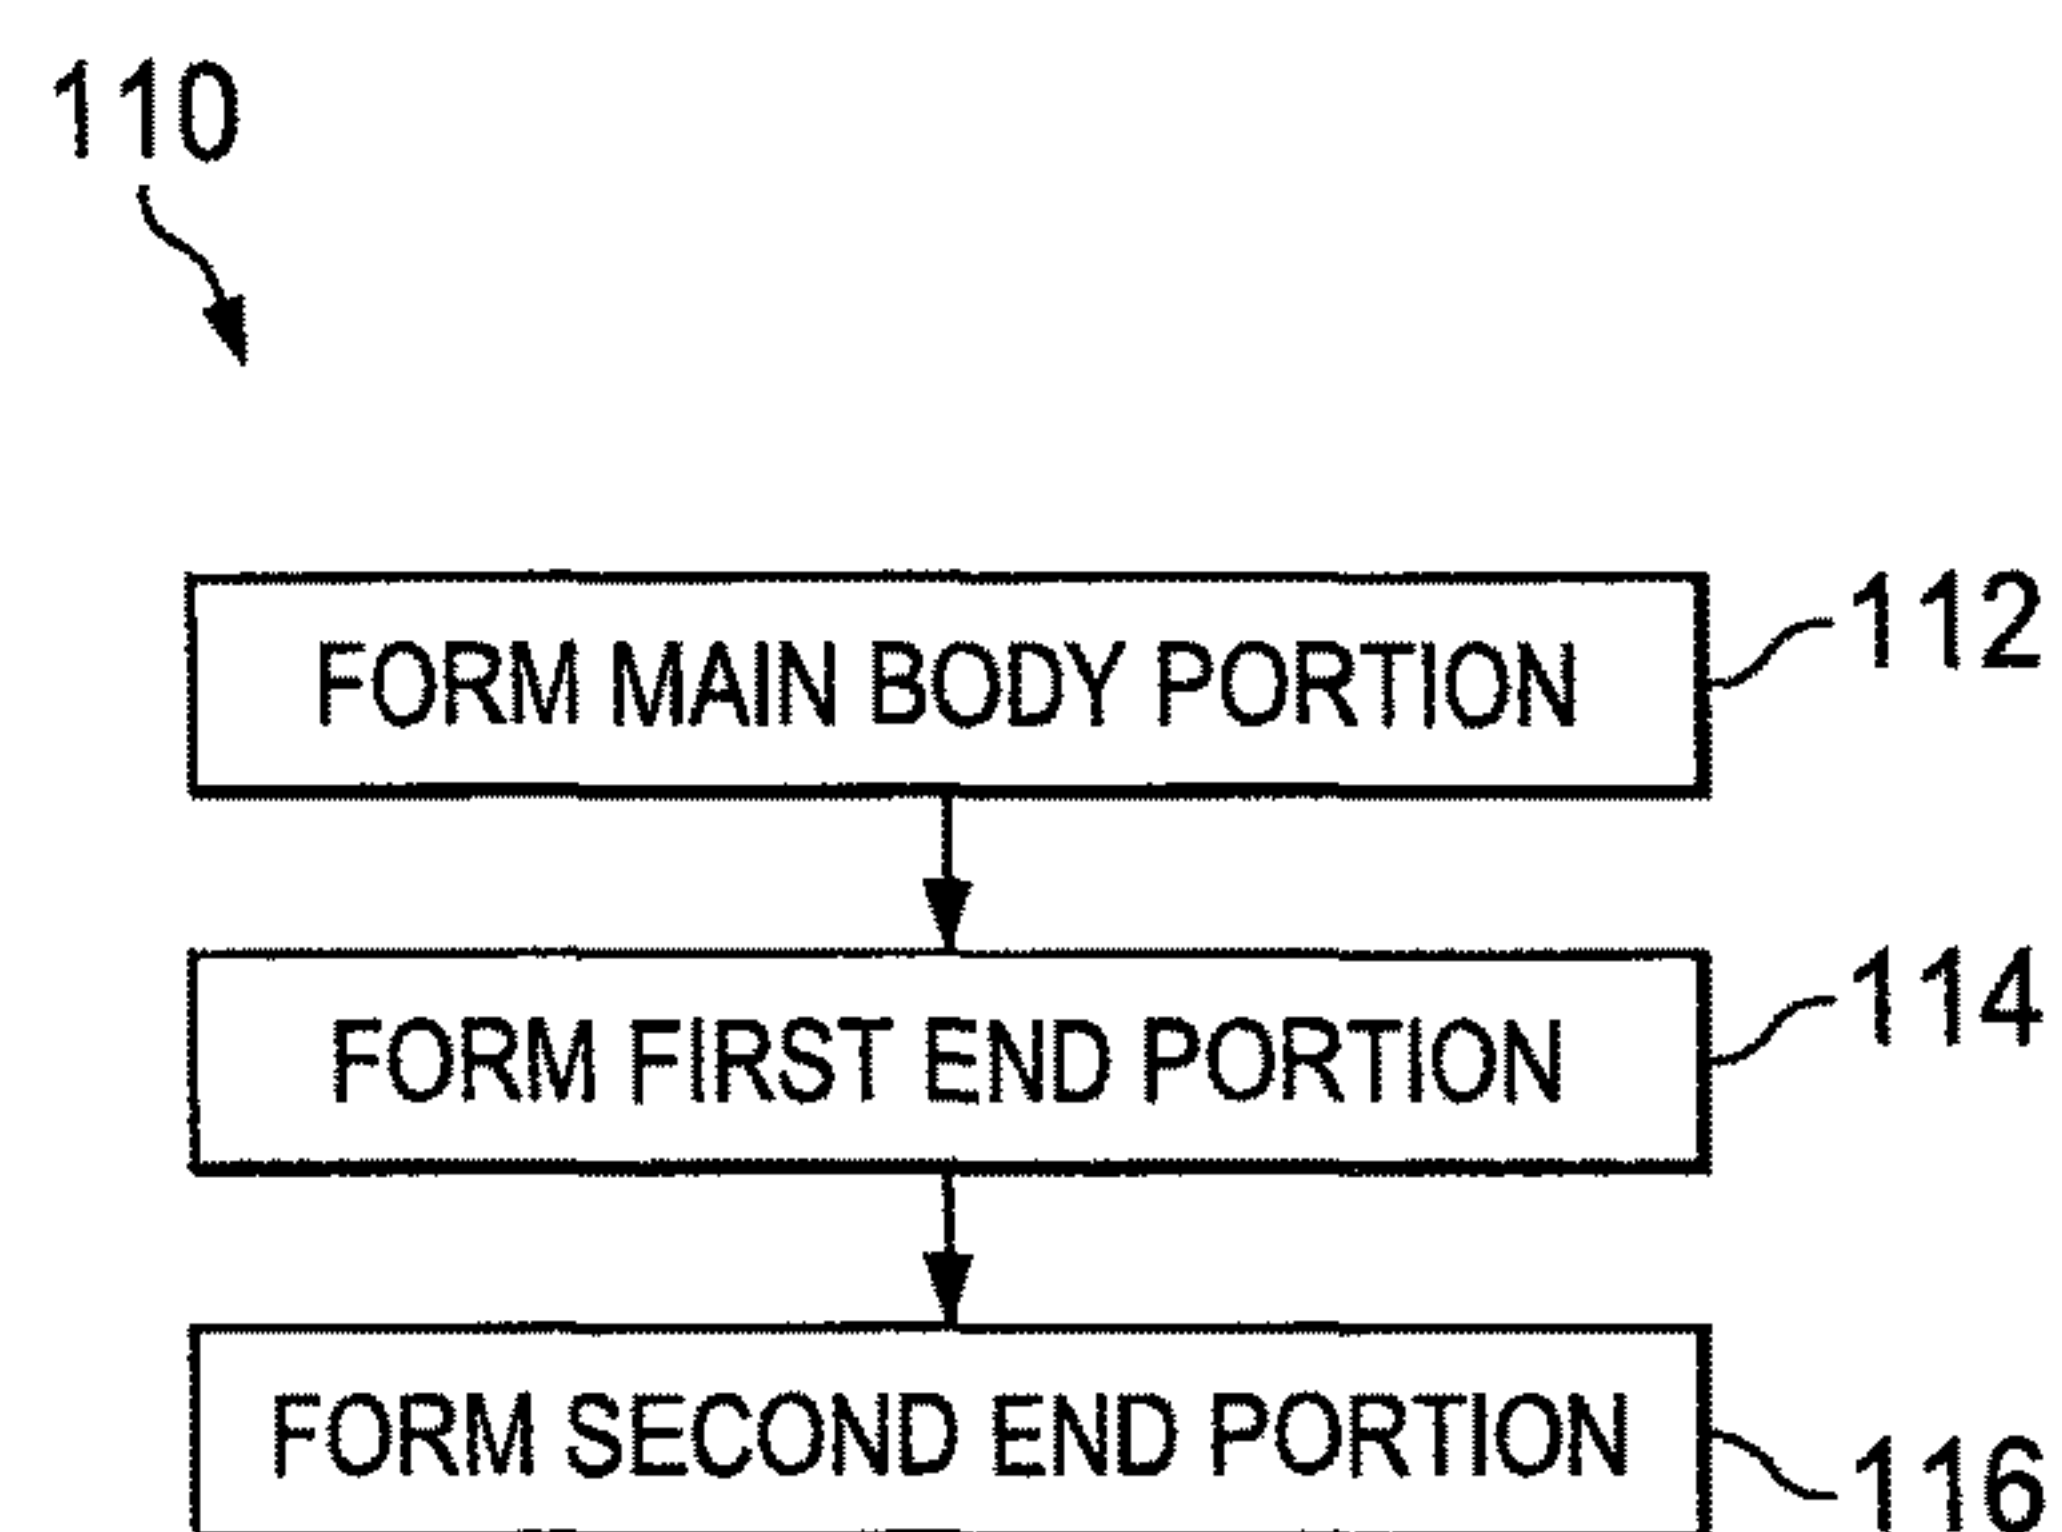 110
FORM MAIN BODY PORTION
112
FORM FIRST END PORTION
114
FORM SECOND END PORTION
116